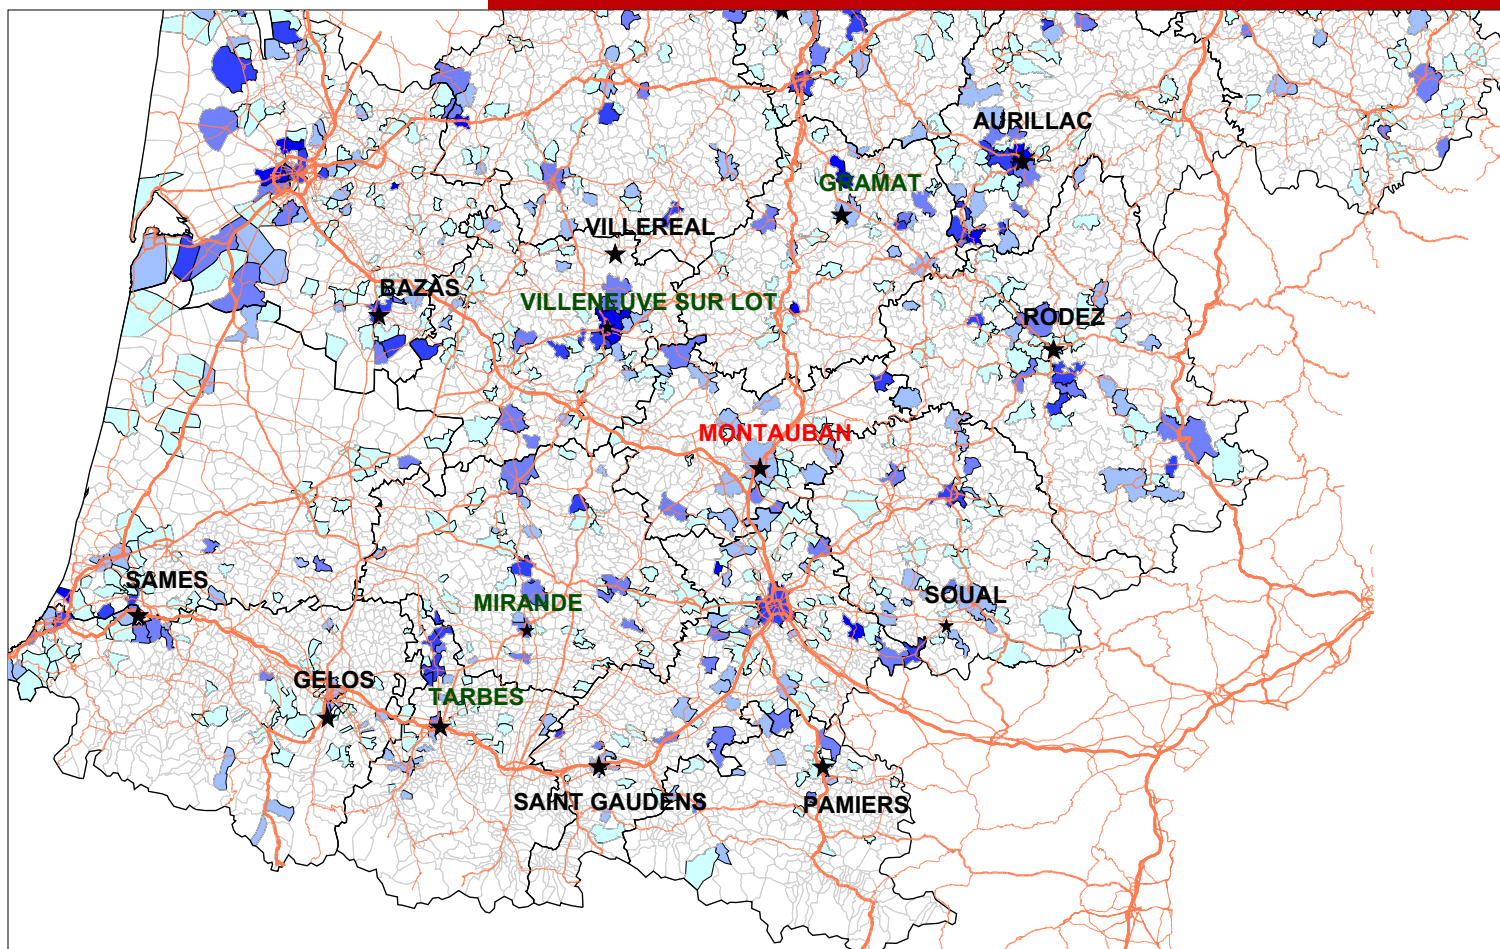 AURILLAC
GRAMAT
VILLEREAL
BAZAS
VILLENEUVE SUR LOT
RODEZ
MONTAUBAN
SAMES
MIRANDE
SOUAL
GELOS
TARBES
SAINT GAUDENS
PAMIERS